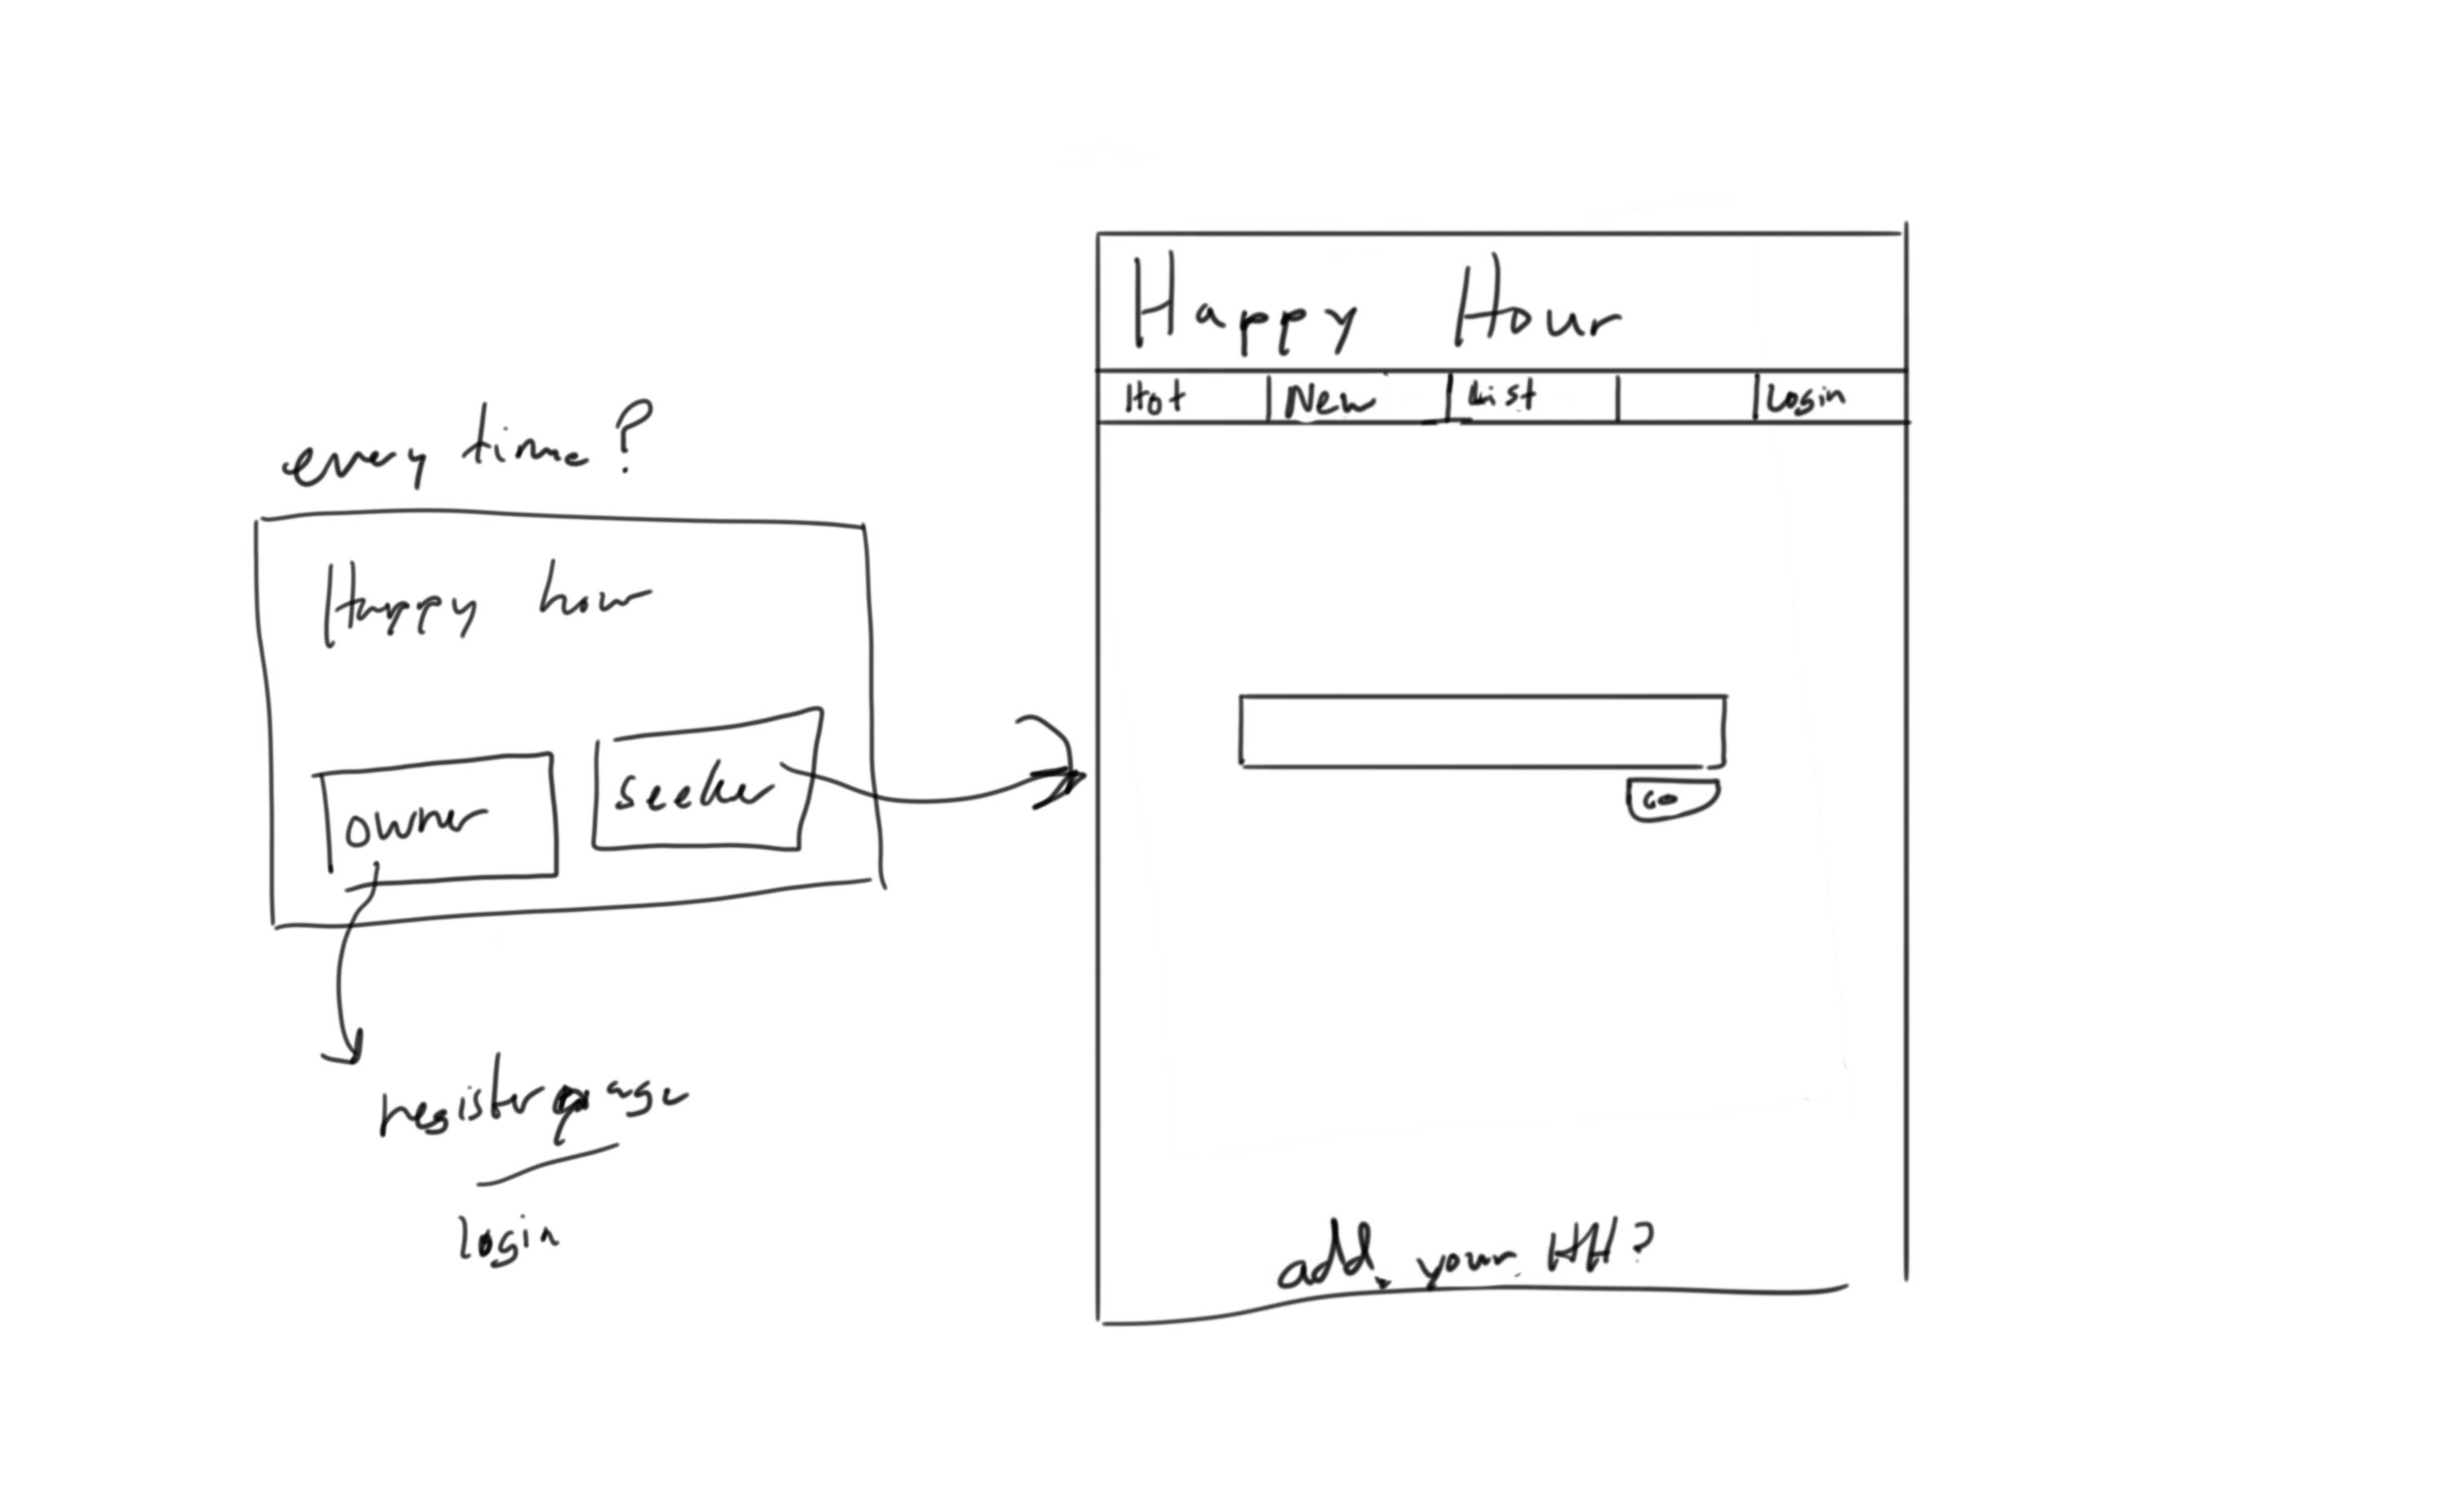 every time?
Happy hour
owner
seeker
register page
login
Happy Hour
Hot
New
List
Login
Go
add your HH?